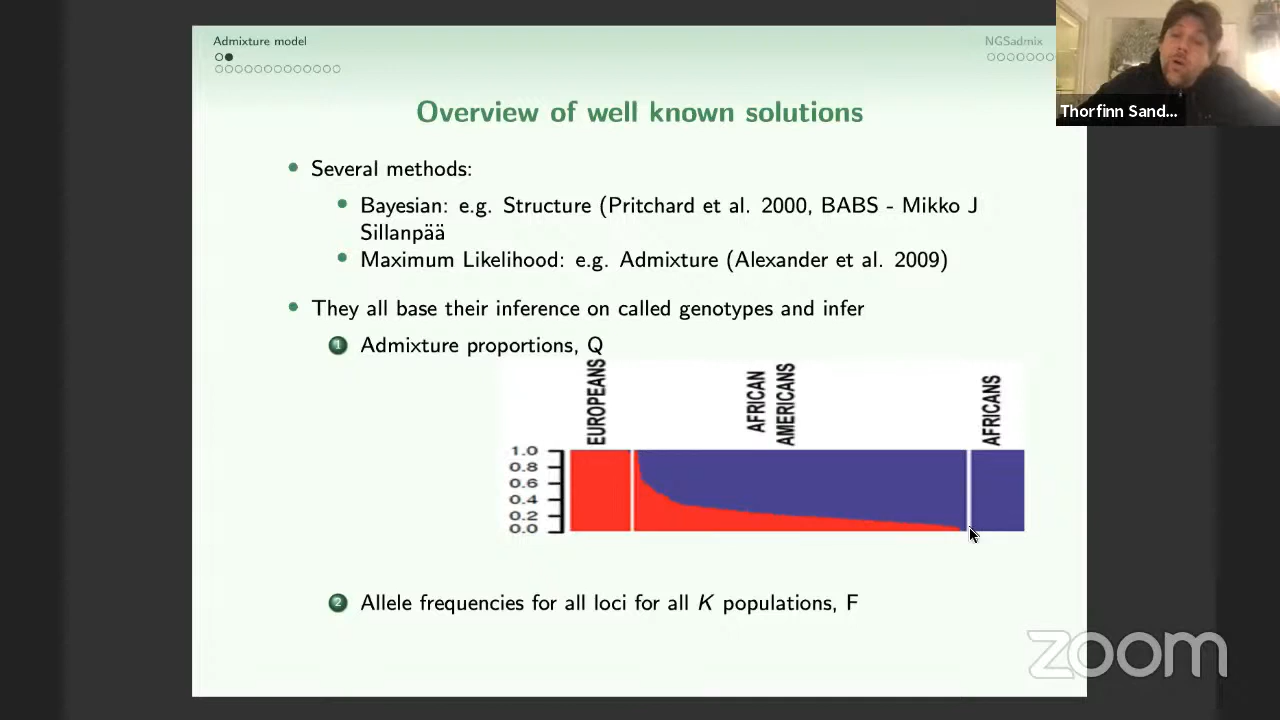 Admixture model
NGSadmix
Thorfinn Sand...
Overview of well known solutions
Several methods:
Bayesian: e.g. Structure (Pritchard et al. 2000, BABS - Mikko J
Sillanpää
Maximum Likelihood: e.g. Admixture (Alexander et al. 2009)
They all base their inference on called genotypes and infer
1 Admixture proportions, Q
EUROPEANS
AFRICAN
AMERICANS
AFRICANS
1.0
0.8
0.6
0.4
0.2
0.0
2 Allele frequencies for all loci for all K populations, F
zoom